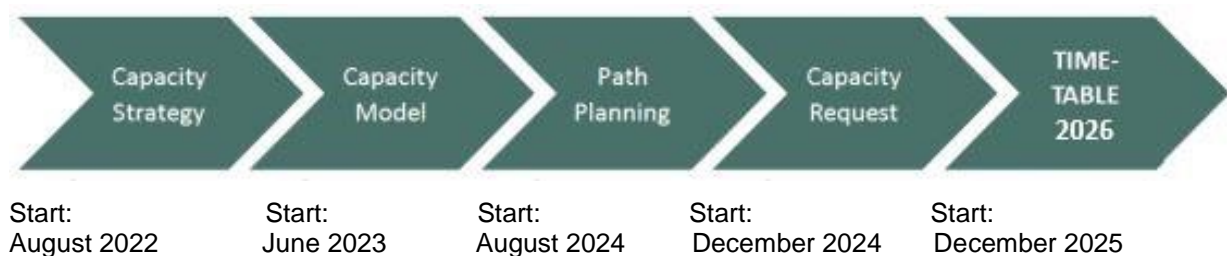 Capacity
Strategy
Capacity
Model
Path
Planning
Capacity
Request
TIME-
TABLE
2026
Start:
August 2022
Start:
June 2023
Start:
August 2024
Start:
December 2024
Start:
December 2025